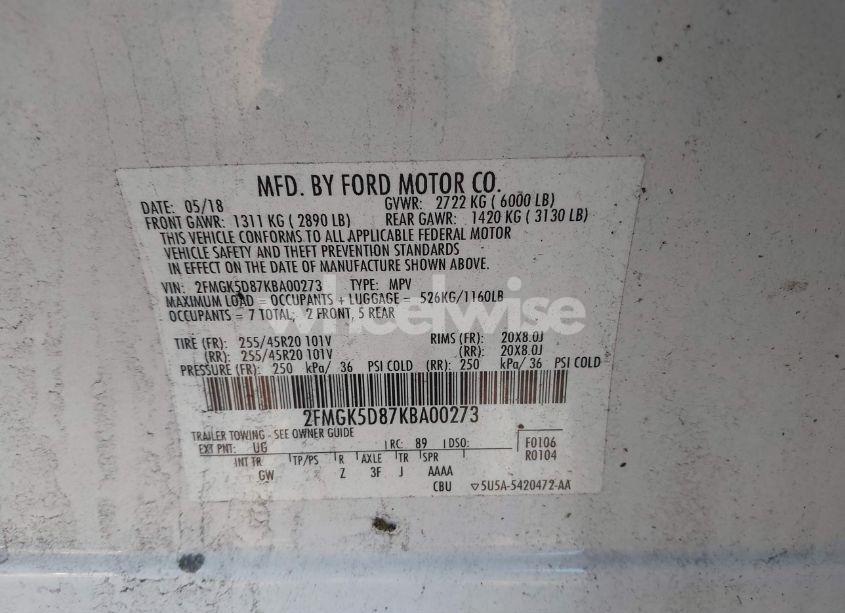 MFD. BY FORD MOTOR CO.
DATE: 05/18 GVWR: 2722 KG ( 6000 LB)
FRONT GAWR: 1311 KG ( 2890 LB) REAR GAWR: 1420 KG ( 3130 LB)
THIS VEHICLE CONFORMS TO ALL APPLICABLE FEDERAL MOTOR
VEHICLE SAFETY AND THEFT PREVENTION STANDARDS
IN EFFECT ON THE DATE OF MANUFACTURE SHOWN ABOVE.
VIN: 2FMGK5D87KBA00273 TYPE: MPV
MAXIMUM LOAD = OCCUPANTS + LUGGAGE = 526KG/1160LB
OCCUPANTS = 7 TOTAL; 2 FRONT, 5 REAR
wheelwise
TIRE (FR): 255/45R20 101V RIMS (FR): 20X8.0J
(RR): 255/45R20 101V (RR): 20X8.0J
PRESSURE (FR): 250 kPa/ 36 PSI COLD (RR): 250 kPa/ 36 PSI COLD
2FMGK5D87KBA00273
TRAILER TOWING - SEE OWNER GUIDE
EXT PNT: UG RC: 89 DSO: F0106
INT TR TP/PS R AXLE TR SPR R0104
GW Z 3F J AAAA
CBU ▽5U5A-5420472-AA